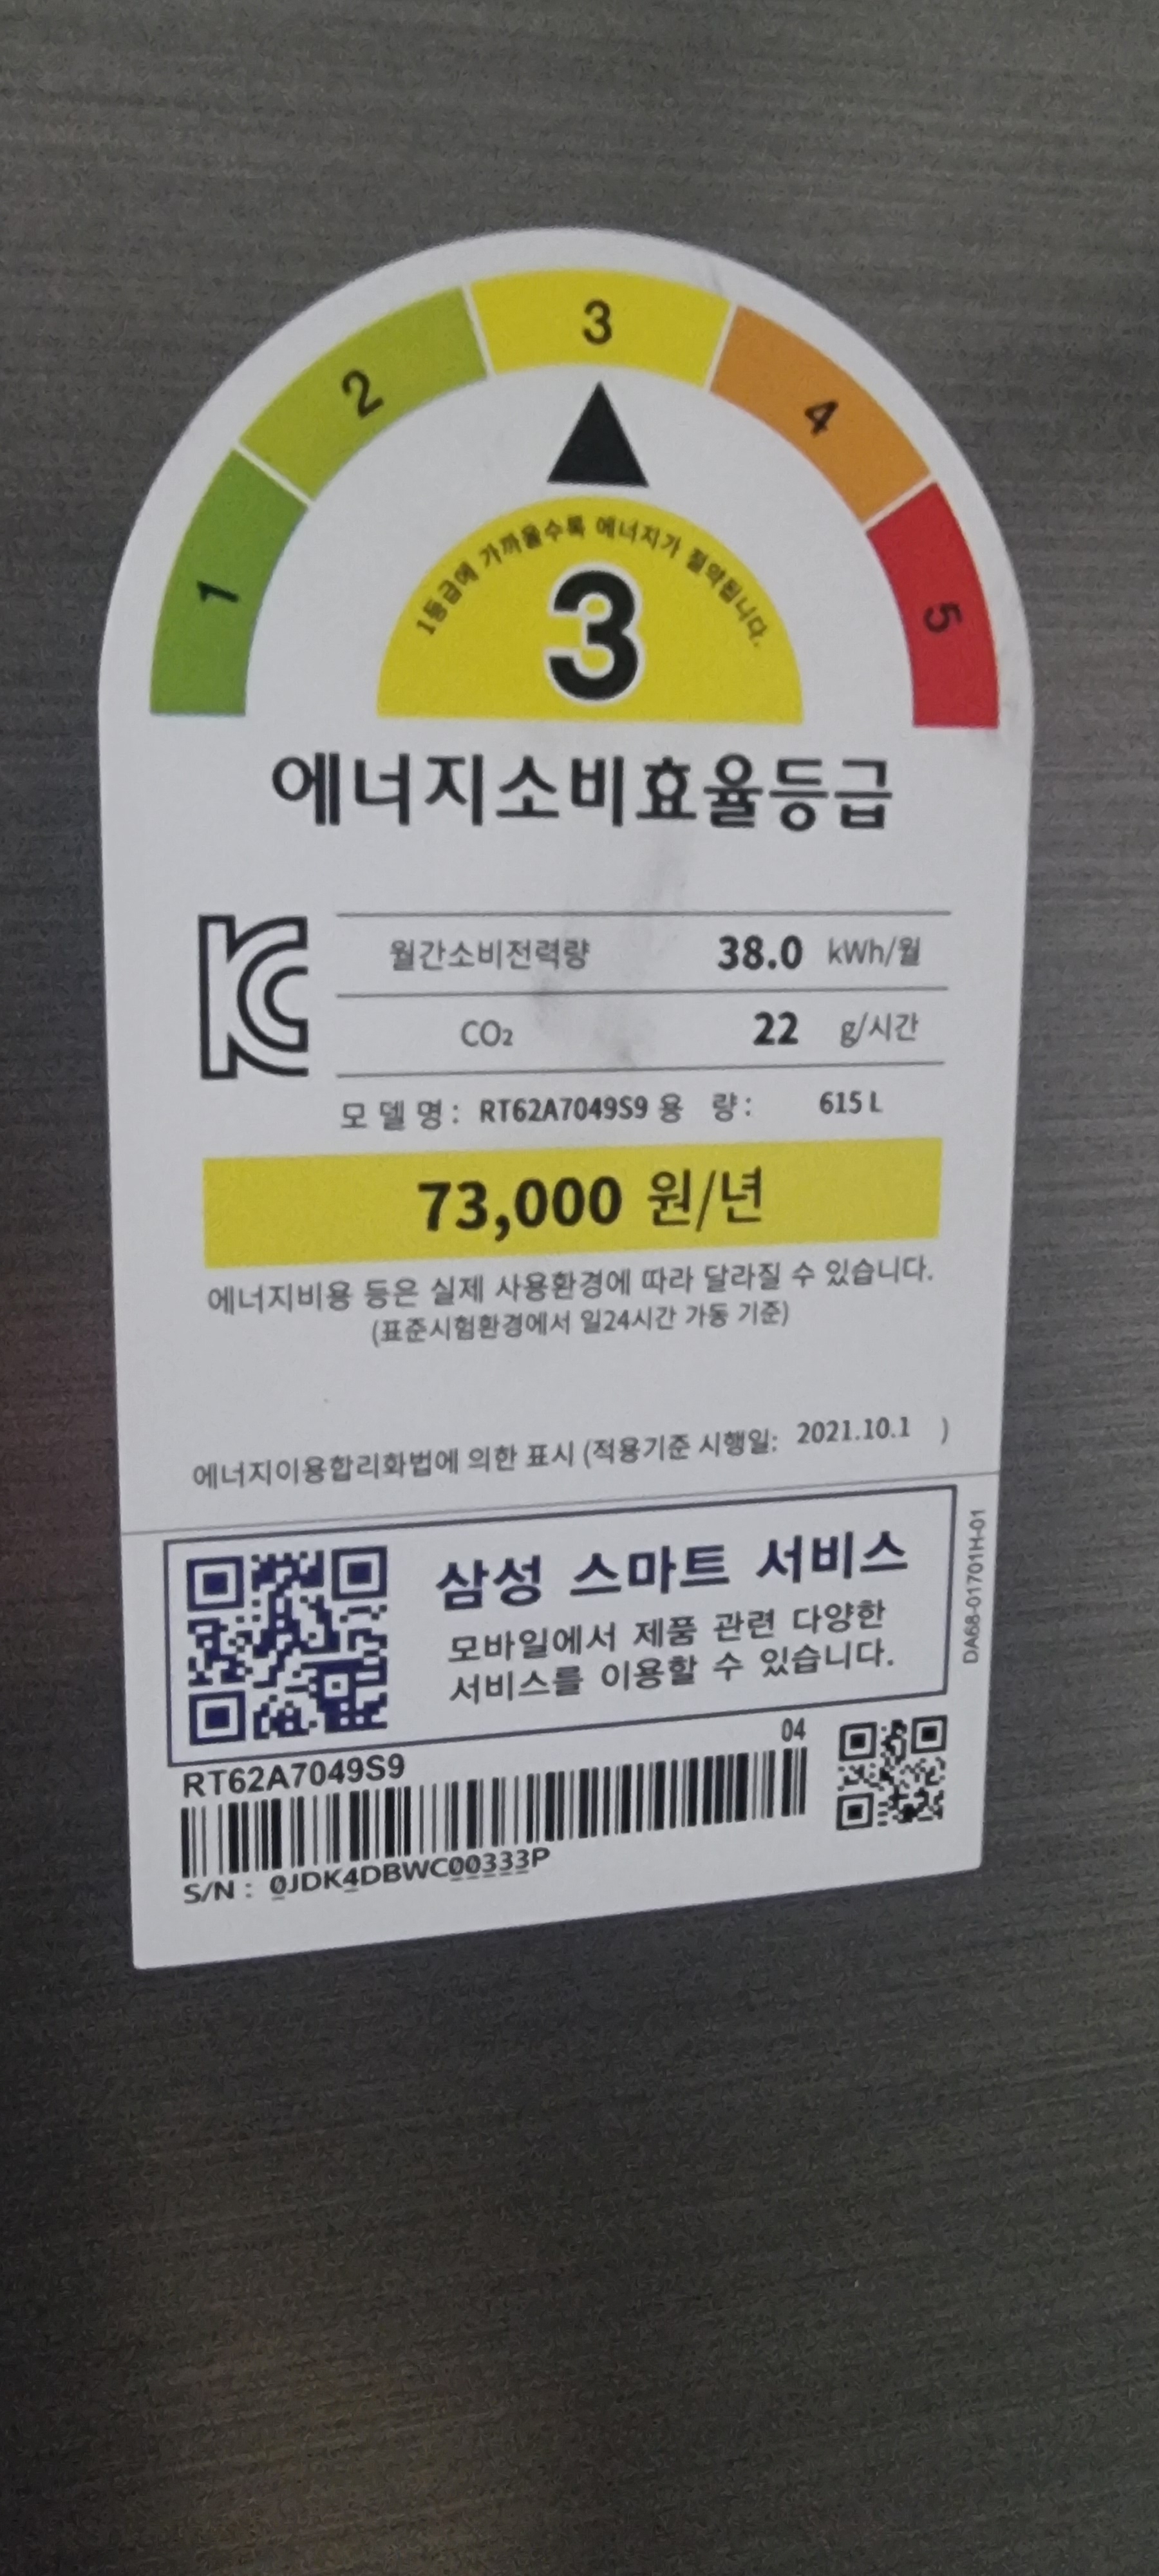 1
2
3
4
5
1등급에 가까울수록 에너지가 절약됩니다.
3
에너지소비효율등급
월간소비전력량 38.0 kWh/월
CO₂ 22 g/시간
모 델 명 : RT62A7049S9 용 량 : 615 L
73,000 원/년
에너지비용 등은 실제 사용환경에 따라 달라질 수 있습니다.
(표준시험환경에서 일24시간 가동 기준)
에너지이용합리화법에 의한 표시 (적용기준 시행일: 2021.10.1 )
삼성 스마트 서비스
모바일에서 제품 관련 다양한
서비스를 이용할 수 있습니다.
DA68-01701H-01
04
RT62A7049S9
S/N : 0JDK4DBWC00333P